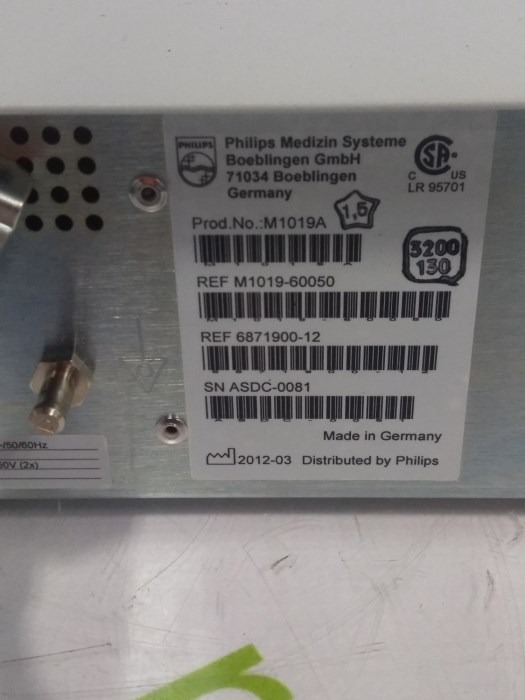 PHILIPS
Philips Medizin Systeme
Boeblingen GmbH
71034 Boeblingen
Germany
C US
LR 95701
Prod.No.:M1019A
1,5
3200
130
REF M1019-60050
REF 6871900-12
SN ASDC-0081
Made in Germany
2012-03 Distributed by Philips
/50/60Hz
0V (2x)